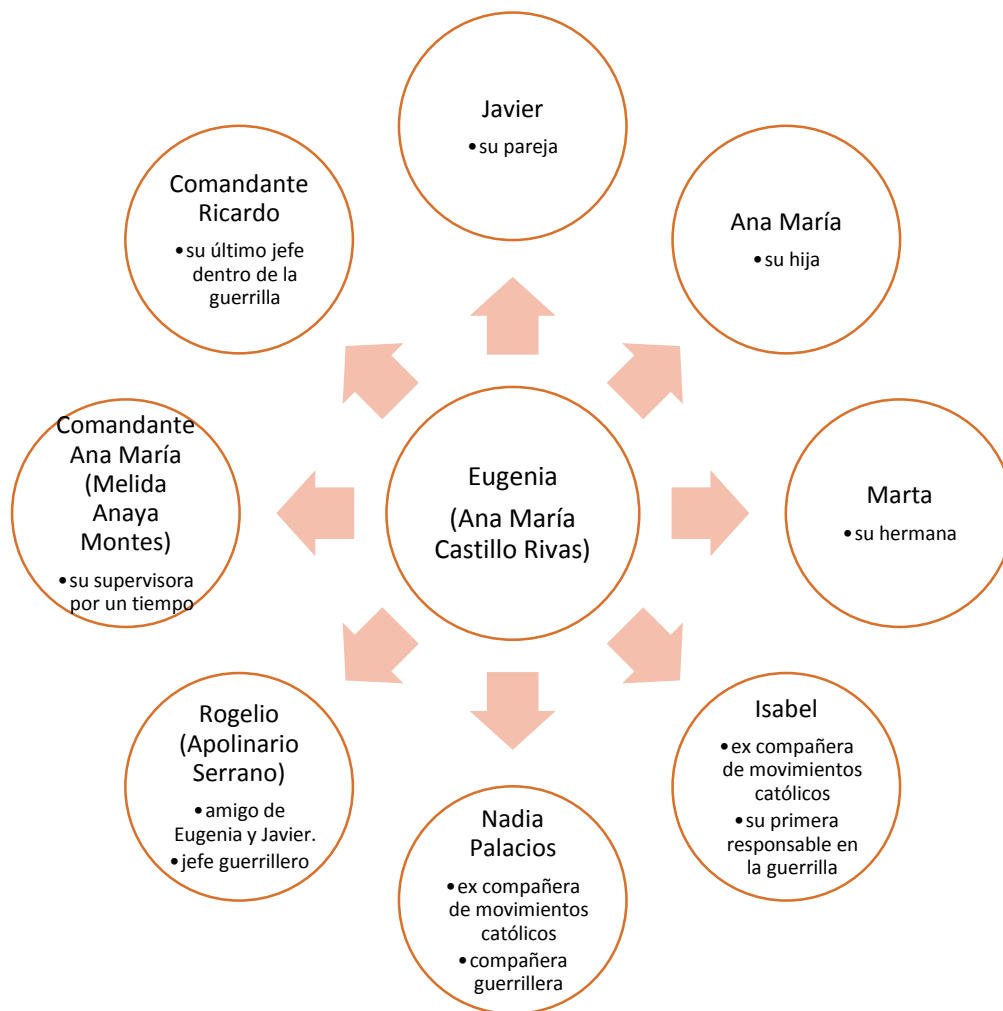 Javier
•su pareja
Comandante
Ricardo
•su último jefe
dentro de la
guerrilla
Ana María
•su hija
Comandante
Ana María
(Melida
Anaya
Montes)
•su supervisora
por un tiempo
Eugenia
(Ana María
Castillo Rivas)
Marta
•su hermana
Rogelio
(Apolinario
Serrano)
•amigo de
Eugenia y Javier.
•jefe guerrillero
Nadia
Palacios
•ex compañera
de movimientos
católicos
•compañera
guerrillera
Isabel
•ex compañera
de movimientos
católicos
•su primera
responsable en
la guerrilla